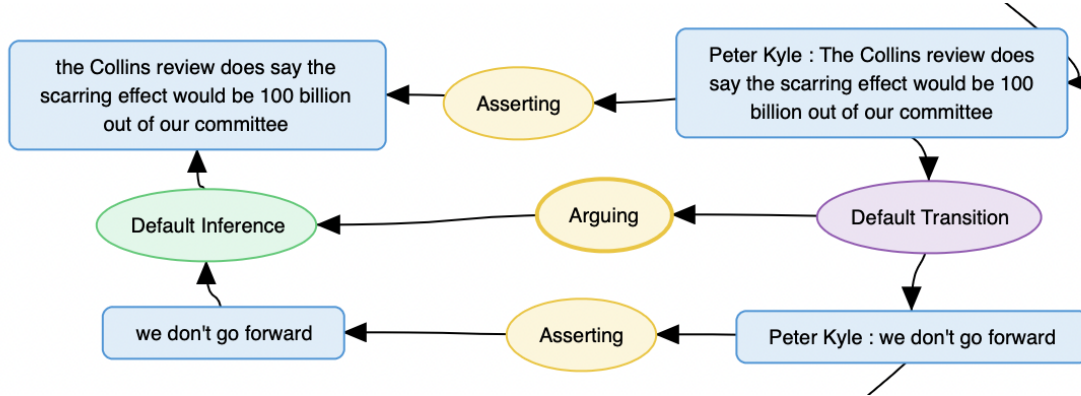 the Collins review does say the
scarring effect would be 100 billion
out of our committee
Asserting
Peter Kyle : The Collins review does
say the scarring effect would be 100
billion out of our committee
Default Inference
Arguing
Default Transition
we don't go forward
Asserting
Peter Kyle : we don't go forward